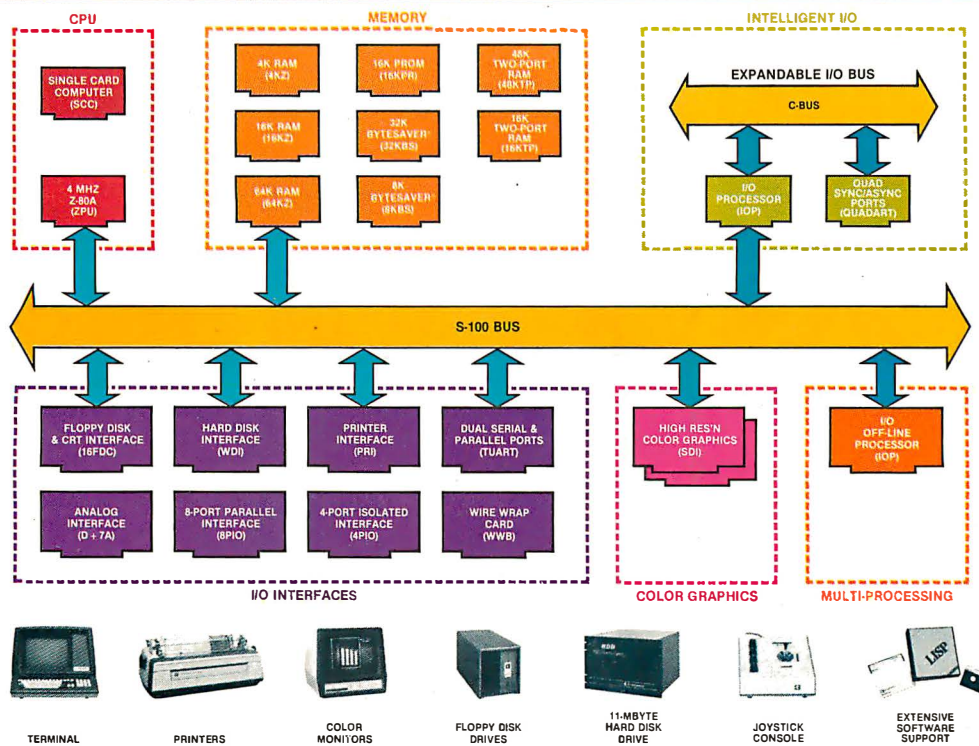 CPU
SINGLE CARD
COMPUTER
(SCC)
4 MHZ
Z-80A
(ZPU)
MEMORY
4K RAM
(4KZ)
16K PROM
(16KPR)
48K
TWO-PORT
RAM
(48KTP)
16K RAM
(16KZ)
32K
BYTESAVER
(32KBS)
16K
TWO-PORT
RAM
(16KTP)
64K RAM
(64KZ)
8K
BYTESAVER
(8KBS)
INTELLIGENT I/O
EXPANDABLE I/O BUS
C-BUS
I/O
PROCESSOR
(IOP)
QUAD
SYNC/ASYNC
PORTS
(QUADART)
S-100 BUS
FLOPPY DISK
& CRT INTERFACE
(16FDC)
HARD DISK
INTERFACE
(WDI)
PRINTER
INTERFACE
(PRI)
DUAL SERIAL &
PARALLEL PORTS
(TUART)
ANALOG
INTERFACE
(D + 7A)
8-PORT PARALLEL
INTERFACE
(8PIO)
4-PORT ISOLATED
INTERFACE
(4PIO)
WIRE WRAP
CARD
(WWB)
I/O INTERFACES
HIGH RES'N
COLOR GRAPHICS
(SDI)
COLOR GRAPHICS
I/O
OFF-LINE
PROCESSOR
(IOP)
MULTI-PROCESSING
LISP
TERMINAL
PRINTERS
COLOR
MONITORS
FLOPPY DISK
DRIVES
11-MBYTE
HARD DISK
DRIVE
JOYSTICK
CONSOLE
EXTENSIVE
SOFTWARE
SUPPORT